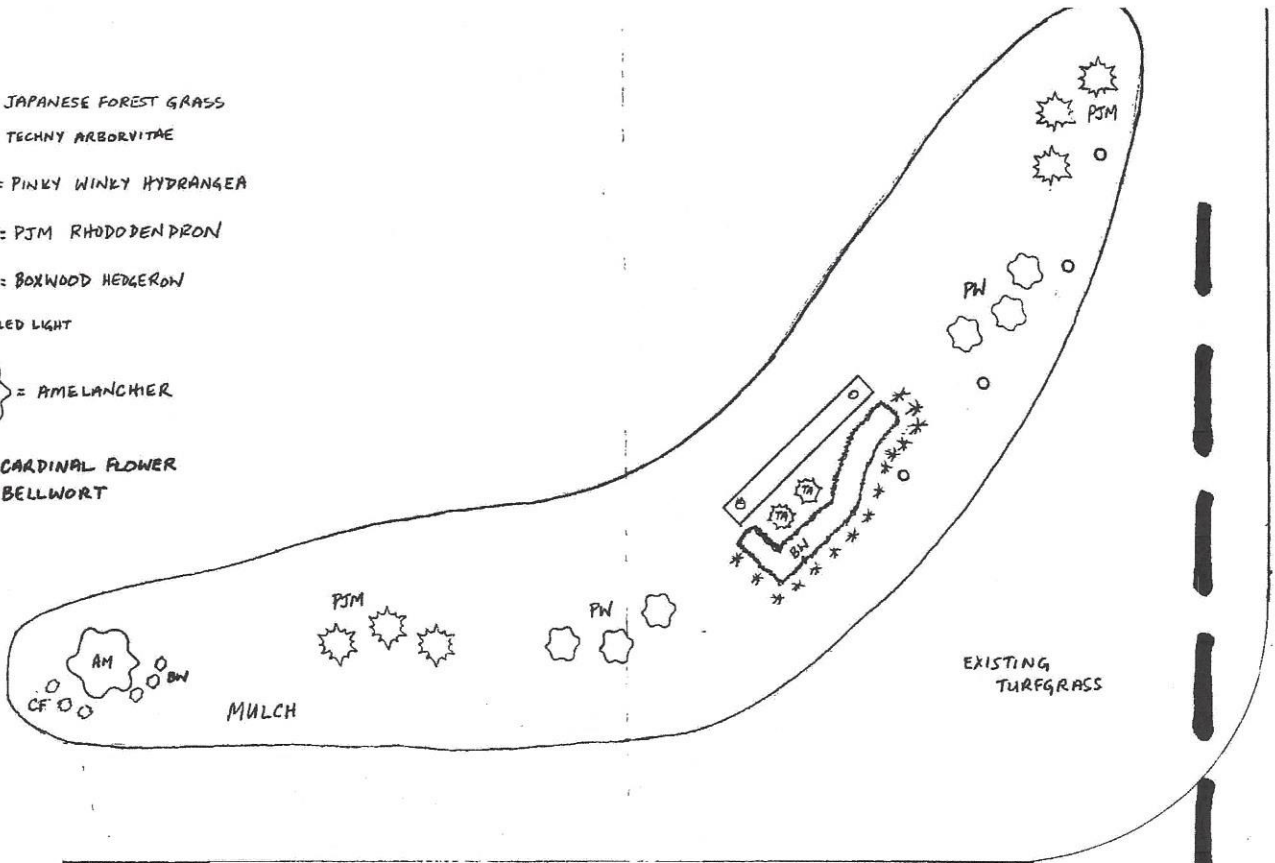 JAPANESE FOREST GRASS
TECHNY ARBORVITAE
= PINKY WINKY HYDRANGEA
= PJM RHODODENDRON
= BOXWOOD HEDGEROW
LED LIGHT
= AMELANCHIER
CARDINAL FLOWER
BELLWORT
PJM
PW
TA
TA
BW
PJM
PW
AM
BW
CF
MULCH
EXISTING
TURFGRASS